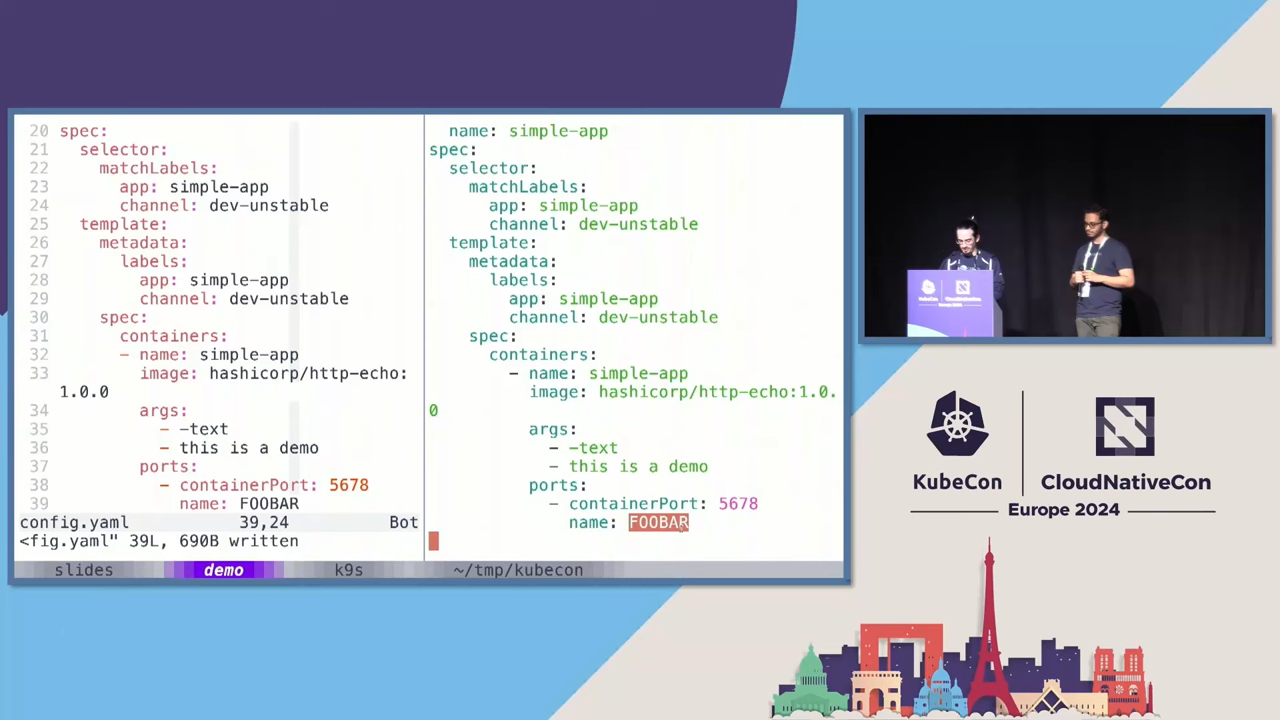 20 spec:
21 selector:
22 matchLabels:
23 app: simple-app
24 channel: dev-unstable
25 template:
26 metadata:
27 labels:
28 app: simple-app
29 channel: dev-unstable
30 spec:
31 containers:
32 - name: simple-app
33 image: hashicorp/http-echo:
1.0.0
34 args:
35 - -text
36 - this is a demo
37 ports:
38 - containerPort: 5678
39 name: FOOBAR
config.yaml 39,24 Bot
<fig.yaml" 39L, 690B written
name: simple-app
spec:
selector:
matchLabels:
app: simple-app
channel: dev-unstable
template:
metadata:
labels:
app: simple-app
channel: dev-unstable
spec:
containers:
- name: simple-app
image: hashicorp/http-echo:1.0.
0
args:
- -text
- this is a demo
ports:
- containerPort: 5678
name: FOOBAR
slides demo k9s ~/tmp/kubecon
KubeCon CloudNativeCon
Europe 2024
KubeCon CloudNativeCon
Europe 2024